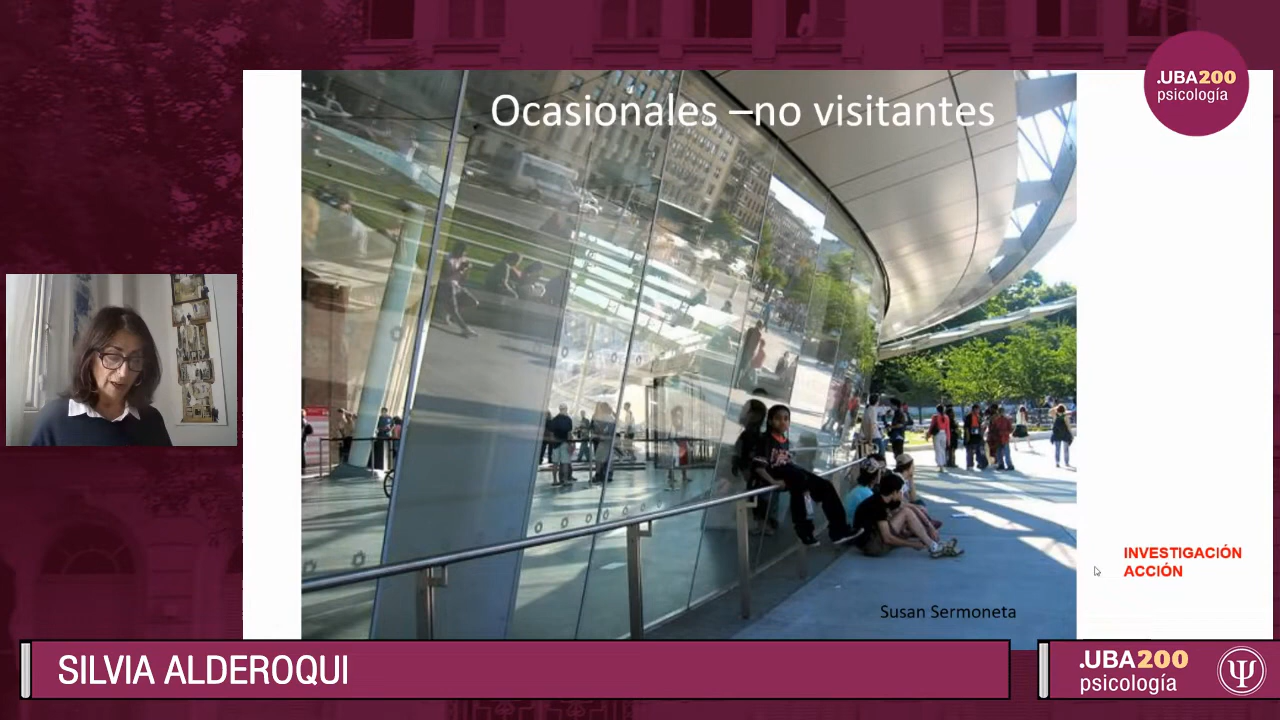 .UBA200
psicología
Ocasionales –no visitantes
INVESTIGACIÓN
ACCIÓN
Susan Sermoneta
SILVIA ALDEROQUI
.UBA200
psicología